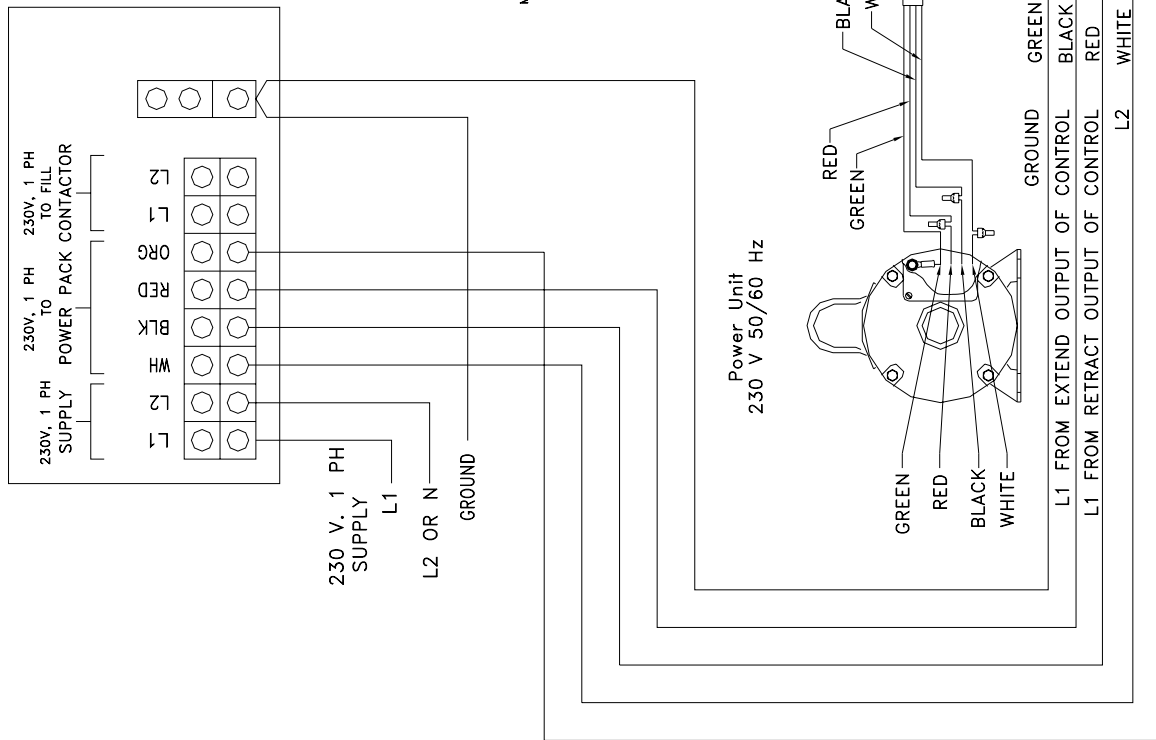 230V, 1 PH
TO FILL
CONTACTOR
230V, 1 PH
TO
POWER PACK
230V, 1 PH
SUPPLY
L2
L1
ORG
RED
BLK
WH
L2
L1
230 V. 1 PH
SUPPLY
L1
L2 OR N
GROUND
Power Unit
230 V 50/60 Hz
RED
GREEN
GREEN
RED
BLACK
WHITE
GROUND GREEN
L1 FROM EXTEND OUTPUT OF CONTROL BLACK
L1 FROM RETRACT OUTPUT OF CONTROL RED
L2 WHITE